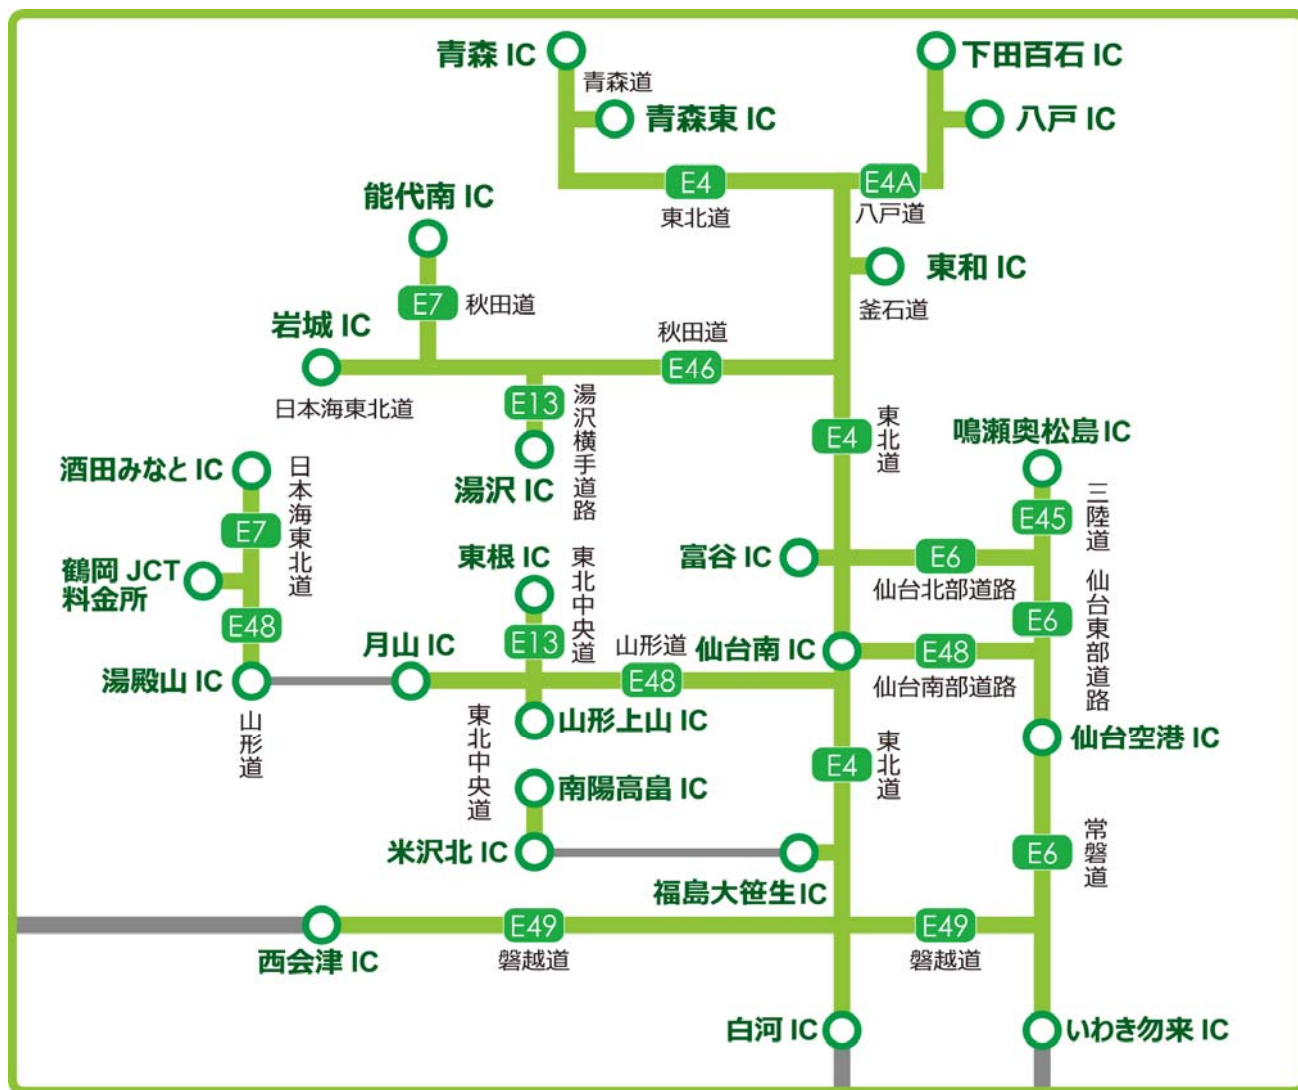 青森 IC
下田百石 IC
青森道
青森東 IC
八戸 IC
E4
E4A
東北道
八戸道
能代南 IC
東和 IC
釜石道
E7
秋田道
岩城 IC
秋田道
E46
日本海東北道
E13
湯沢横手道路
湯沢 IC
E4
東北道
鳴瀬奥松島 IC
E45
三陸道
酒田みなと IC
日本海東北道
E7
鶴岡 JCT
料金所
E48
湯殿山 IC
山形道
東根 IC
東北中央道
E13
富谷 IC
E6
仙台北部道路
仙台東部道路
E6
月山 IC
山形道
E48
仙台南 IC
E48
仙台南部道路
山形上山 IC
東北中央道
E4
東北道
仙台空港 IC
南陽高畠 IC
米沢北 IC
福島大笹生 IC
E6
常磐道
西会津 IC
E49
磐越道
E49
磐越道
白河 IC
いわき勿来 IC